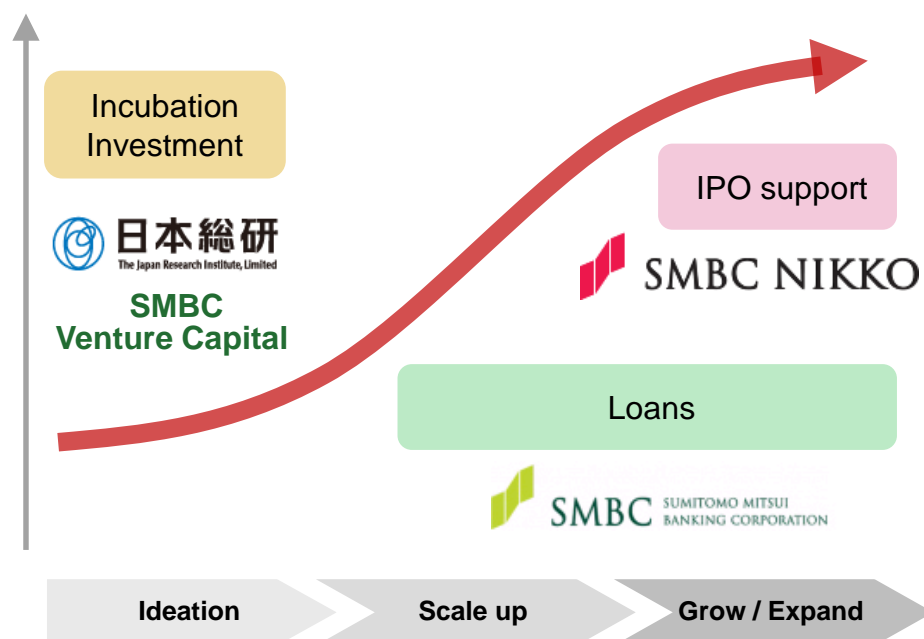 Incubation
Investment
日本総研
The Japan Research Institute, Limited
SMBC
Venture Capital
IPO support
SMBC NIKKO
Loans
SMBC SUMITOMO MITSUI
BANKING CORPORATION
Ideation
Scale up
Grow / Expand